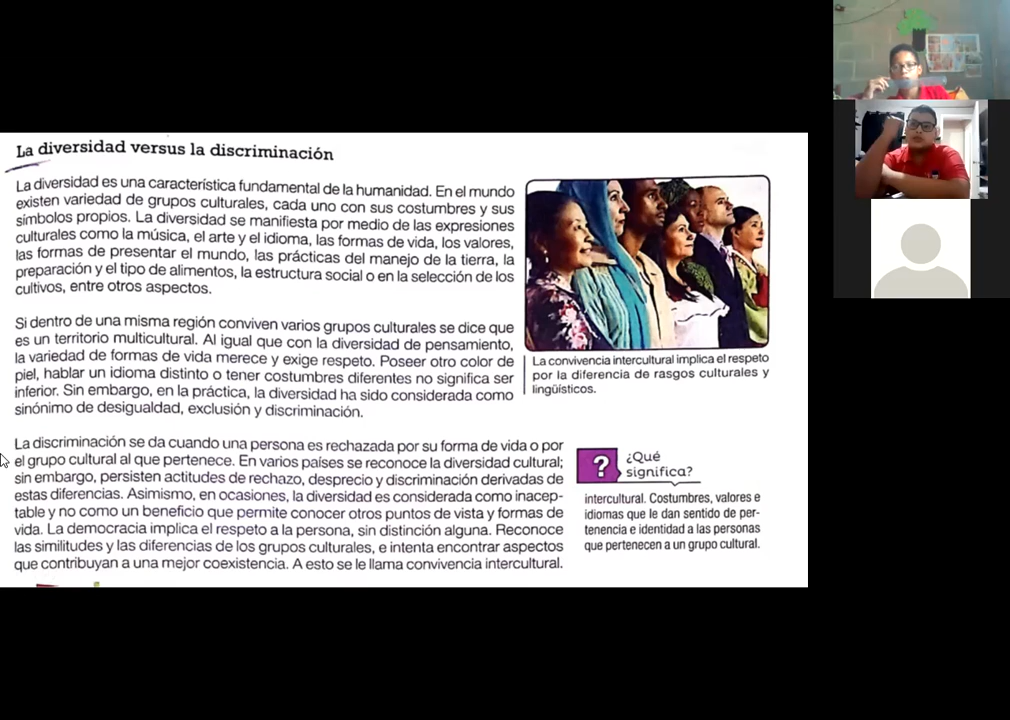 La diversidad versus la discriminación
La diversidad es una característica fundamental de la humanidad. En el mundo
existen variedad de grupos culturales, cada uno con sus costumbres y sus
símbolos propios. La diversidad se manifiesta por medio de las expresiones
culturales como la música, el arte y el idioma, las formas de vida, los valores,
las formas de presentar el mundo, las prácticas del manejo de la tierra, la
preparación y el tipo de alimentos, la estructura social o en la selección de los
cultivos, entre otros aspectos.
Si dentro de una misma región conviven varios grupos culturales se dice que
es un territorio multicultural. Al igual que con la diversidad de pensamiento,
la variedad de formas de vida merece y exige respeto. Poseer otro color de
piel, hablar un idioma distinto o tener costumbres diferentes no significa ser
inferior. Sin embargo, en la práctica, la diversidad ha sido considerada como
sinónimo de desigualdad, exclusión y discriminación.
La convivencia intercultural implica el respeto
por la diferencia de rasgos culturales y
lingüísticos.
La discriminación se da cuando una persona es rechazada por su forma de vida o por
el grupo cultural al que pertenece. En varios países se reconoce la diversidad cultural;
sin embargo, persisten actitudes de rechazo, desprecio y discriminación derivadas de
estas diferencias. Asimismo, en ocasiones, la diversidad es considerada como inacep-
table y no como un beneficio que permite conocer otros puntos de vista y formas de
vida. La democracia implica el respeto a la persona, sin distinción alguna. Reconoce
las similitudes y las diferencias de los grupos culturales, e intenta encontrar aspectos
que contribuyan a una mejor coexistencia. A esto se le llama convivencia intercultural.
?
¿Qué
significa?
intercultural. Costumbres, valores e
idiomas que le dan sentido de per-
tenencia e identidad a las personas
que pertenecen a un grupo cultural.